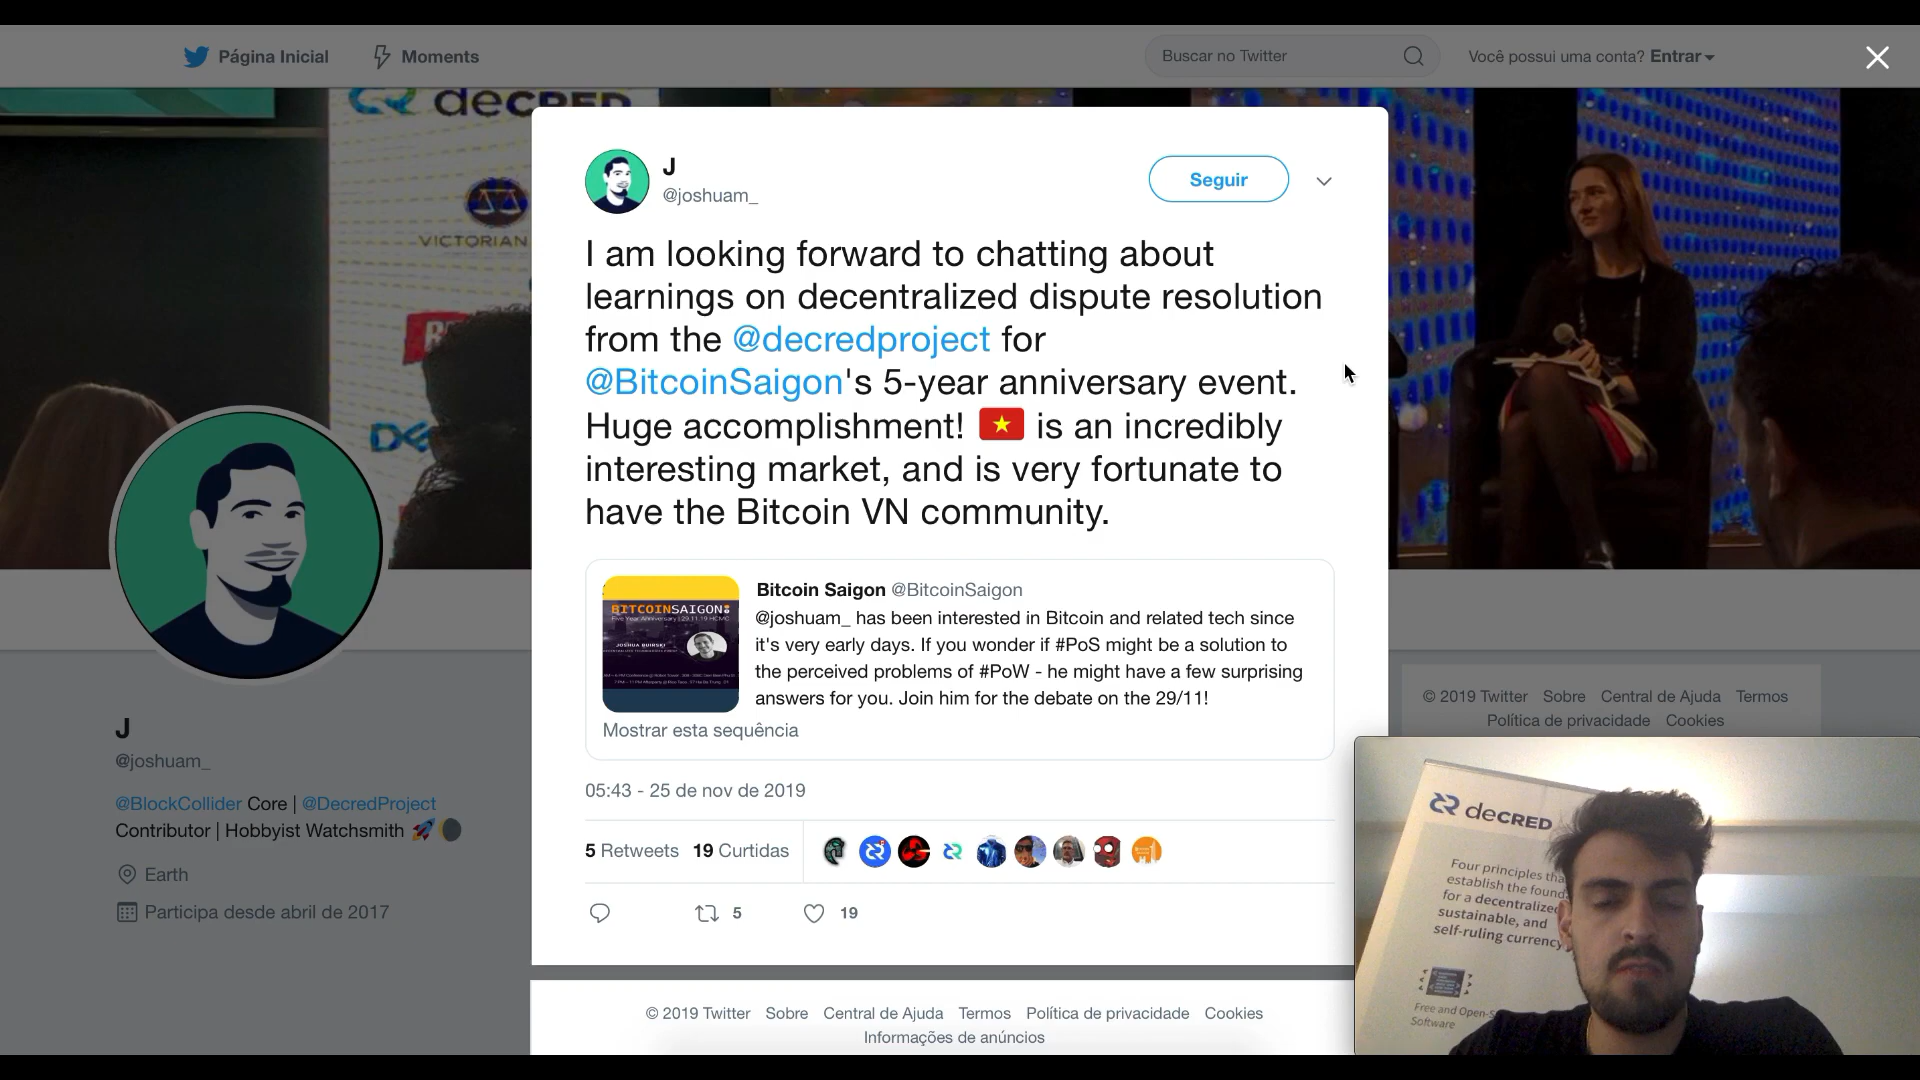 Página Inicial
Moments
Buscar no Twitter
Você possui uma conta? Entrar
decRED
VICTORIAN
J
@joshuam_
Seguir
I am looking forward to chatting about
learnings on decentralized dispute resolution
from the @decredproject for
@BitcoinSaigon's 5-year anniversary event.
Huge accomplishment! 🇻🇳 is an incredibly
interesting market, and is very fortunate to
have the Bitcoin VN community.
BITCOINSAIGON
Five Year Anniversary | 29.11.19 HCMC
Bitcoin Saigon @BitcoinSaigon
@joshuam_ has been interested in Bitcoin and related tech since
it's very early days. If you wonder if #PoS might be a solution to
the perceived problems of #PoW - he might have a few surprising
answers for you. Join him for the debate on the 29/11!
Mostrar esta sequência
05:43 - 25 de nov de 2019
5 Retweets 19 Curtidas
5
19
J
@joshuam_
@BlockCollider Core | @DecredProject
Contributor | Hobbyist Watchsmith 🚀🌘
Earth
Participa desde abril de 2017
© 2019 Twitter Sobre Central de Ajuda Termos
Política de privacidade Cookies
© 2019 Twitter Sobre Central de Ajuda Termos Política de privacidade Cookies
Informações de anúncios
decRED
Four principles tha
establish the found
for a decentralized
sustainable, and
self-ruling currency
Free and Open-S
Software